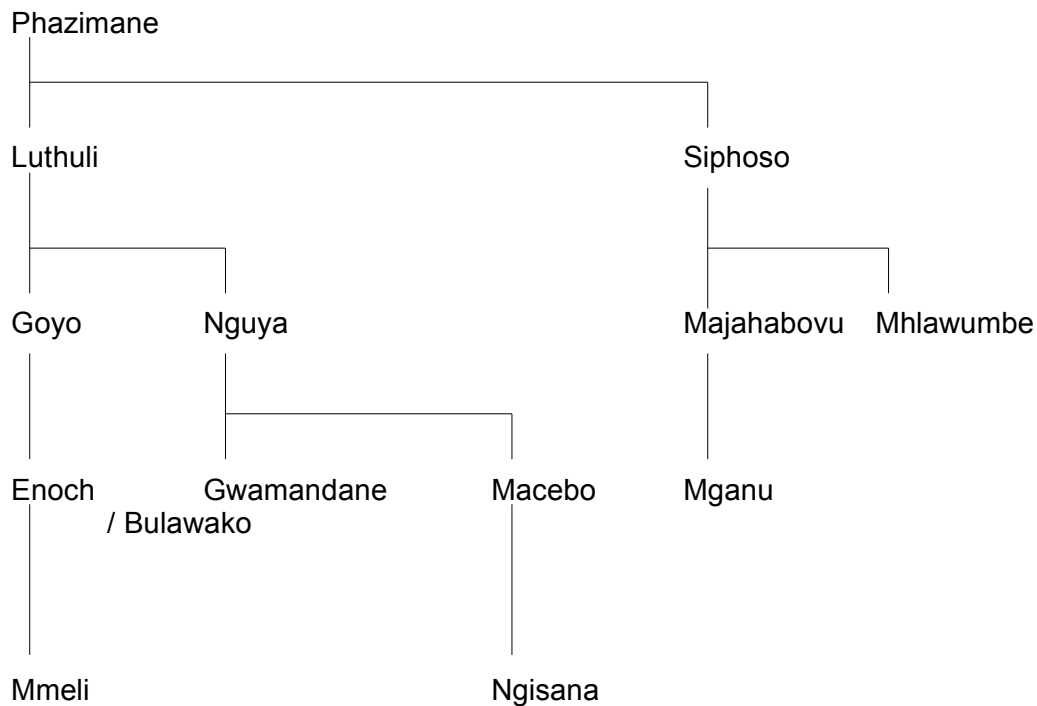 Phazimane
Luthuli Siphoso
Goyo Nguya Majahabovu Mhlawumbe
Enoch Gwamandane Macebo Mganu
/ Bulawako
Mmeli Ngisana